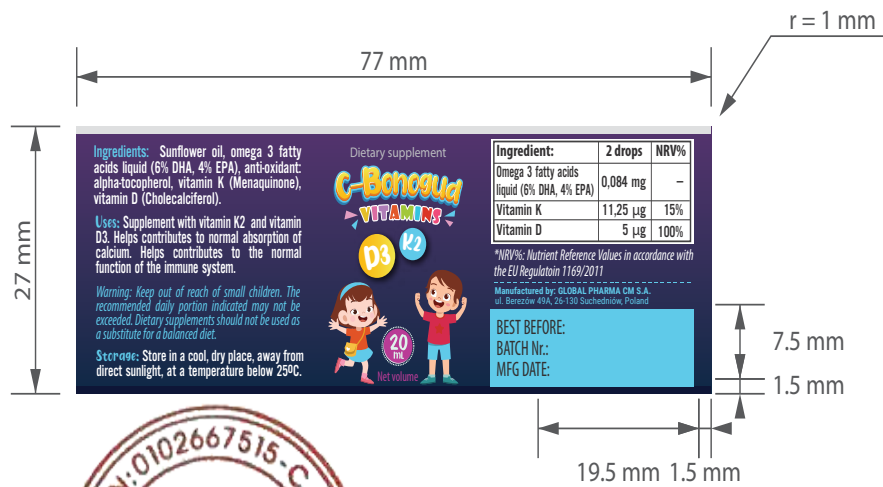 r = 1 mm
77 mm
27 mm
Ingredients: Sunflower oil, omega 3 fatty
acids liquid (6% DHA, 4% EPA), anti-oxidant:
alpha-tocopherol, vitamin K (Menaquinone),
vitamin D (Cholecalciferol).
Uses: Supplement with vitamin K2 and vitamin
D3. Helps contributes to normal absorption of
calcium. Helps contributes to the normal
function of the immune system.
Warning: Keep out of reach of small children. The
recommended daily portion indicated may not be
exceeded. Dietary supplements should not be used as
a substitute for a balanced diet.
Storage: Store in a cool, dry place, away from
direct sunlight, at a temperature below 25ºC.
Dietary supplement
C-Bonogud
VITAMINS
D3
K2
20
mL
Net volume
Ingredient: 2 drops NRV%
Omega 3 fatty acids
liquid (6% DHA, 4% EPA) 0,084 mg –
Vitamin K 11,25 µg 15%
Vitamin D 5 µg 100%
*NRV%: Nutrient Reference Values in accordance with
the EU Regulatoin 1169/2011
Manufactured by: GLOBAL PHARMA CM S.A.
ul. Berezów 49A, 26-130 Suchedniów, Poland
BEST BEFORE:
BATCH Nr.:
MFG DATE:
7.5 mm
1.5 mm
19.5 mm 1.5 mm
N:0102667515-C